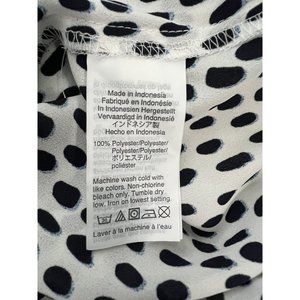 Made in Indonesia
Fabriqué en Indonésie
In Indonesien Hergestellt
Vervaardigd in Indonesië
インドネシア製
Hecho en Indonesia
100% Polyester/Polyester/
Polyester/Polyester/
ポリエステル/
poliéster
Machine wash cold with
like colors. Non-chlorine
bleach only. Tumble dry
low. Iron on lowest setting.
Laver à la machine à l'eau